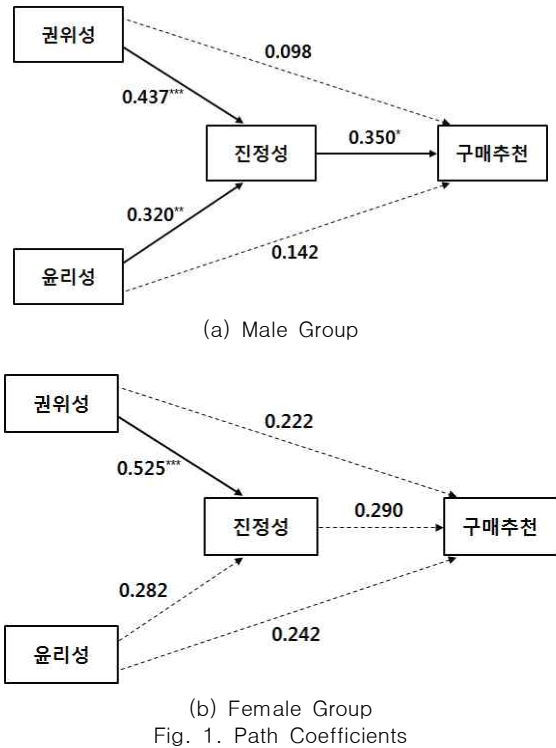 권위성
0.098
0.437***
진정성
0.350*
구매추천
0.320**
윤리성
0.142
(a) Male Group
권위성
0.222
0.525***
진정성
0.290
구매추천
0.282
윤리성
0.242
(b) Female Group
Fig. 1. Path Coefficients